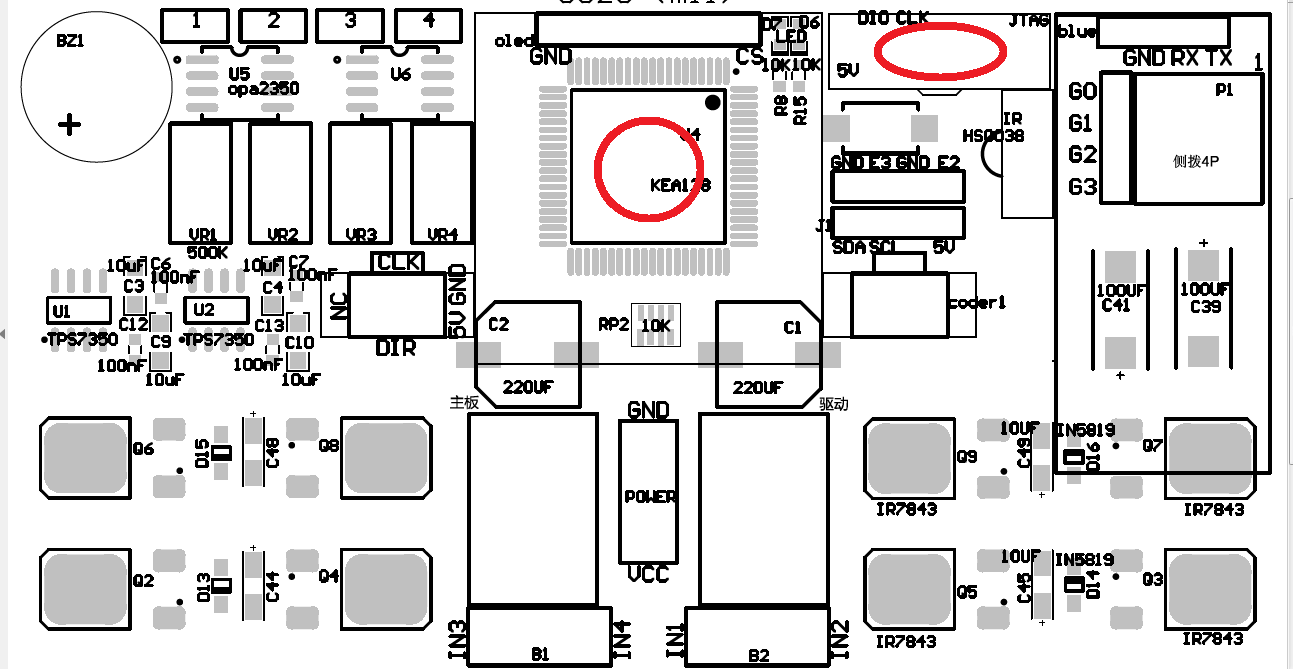 BZ1
1
2
3
4
U5
opa2350
U6
oled
GND
CS
D6
LED
10K
10K
R8
R15
DIO CLK
JTAG
5V
blue
GND RX TX
1
P1
G0
G1
G2
G3
侧拨4P
IR
HS0038
KEA128
GND E3 GND E2
J1
SDA SCL
5V
VR1
500K
VR2
VR3
VR4
10uF
C6
100nF
C3
U1
C12
TPS7350
C9
100nF
10uF
10uF
C7
100nF
C4
U2
C13
TPS7350
C10
100nF
10uF
CLK
NC
5V GND
DIR
C2
220UF
RP2
10K
C1
220UF
coder1
100UF
C41
100UF
C39
主板
驱动
GND
POWER
VCC
Q6
D15
C48
Q8
Q9
IR7843
10UF
C49
IN5819
D16
Q7
IR7843
Q2
D13
C44
Q4
Q5
IR7843
10UF
C45
IN5819
D14
Q3
IR7843
IN3
B1
IN4
IN1
B2
IN2